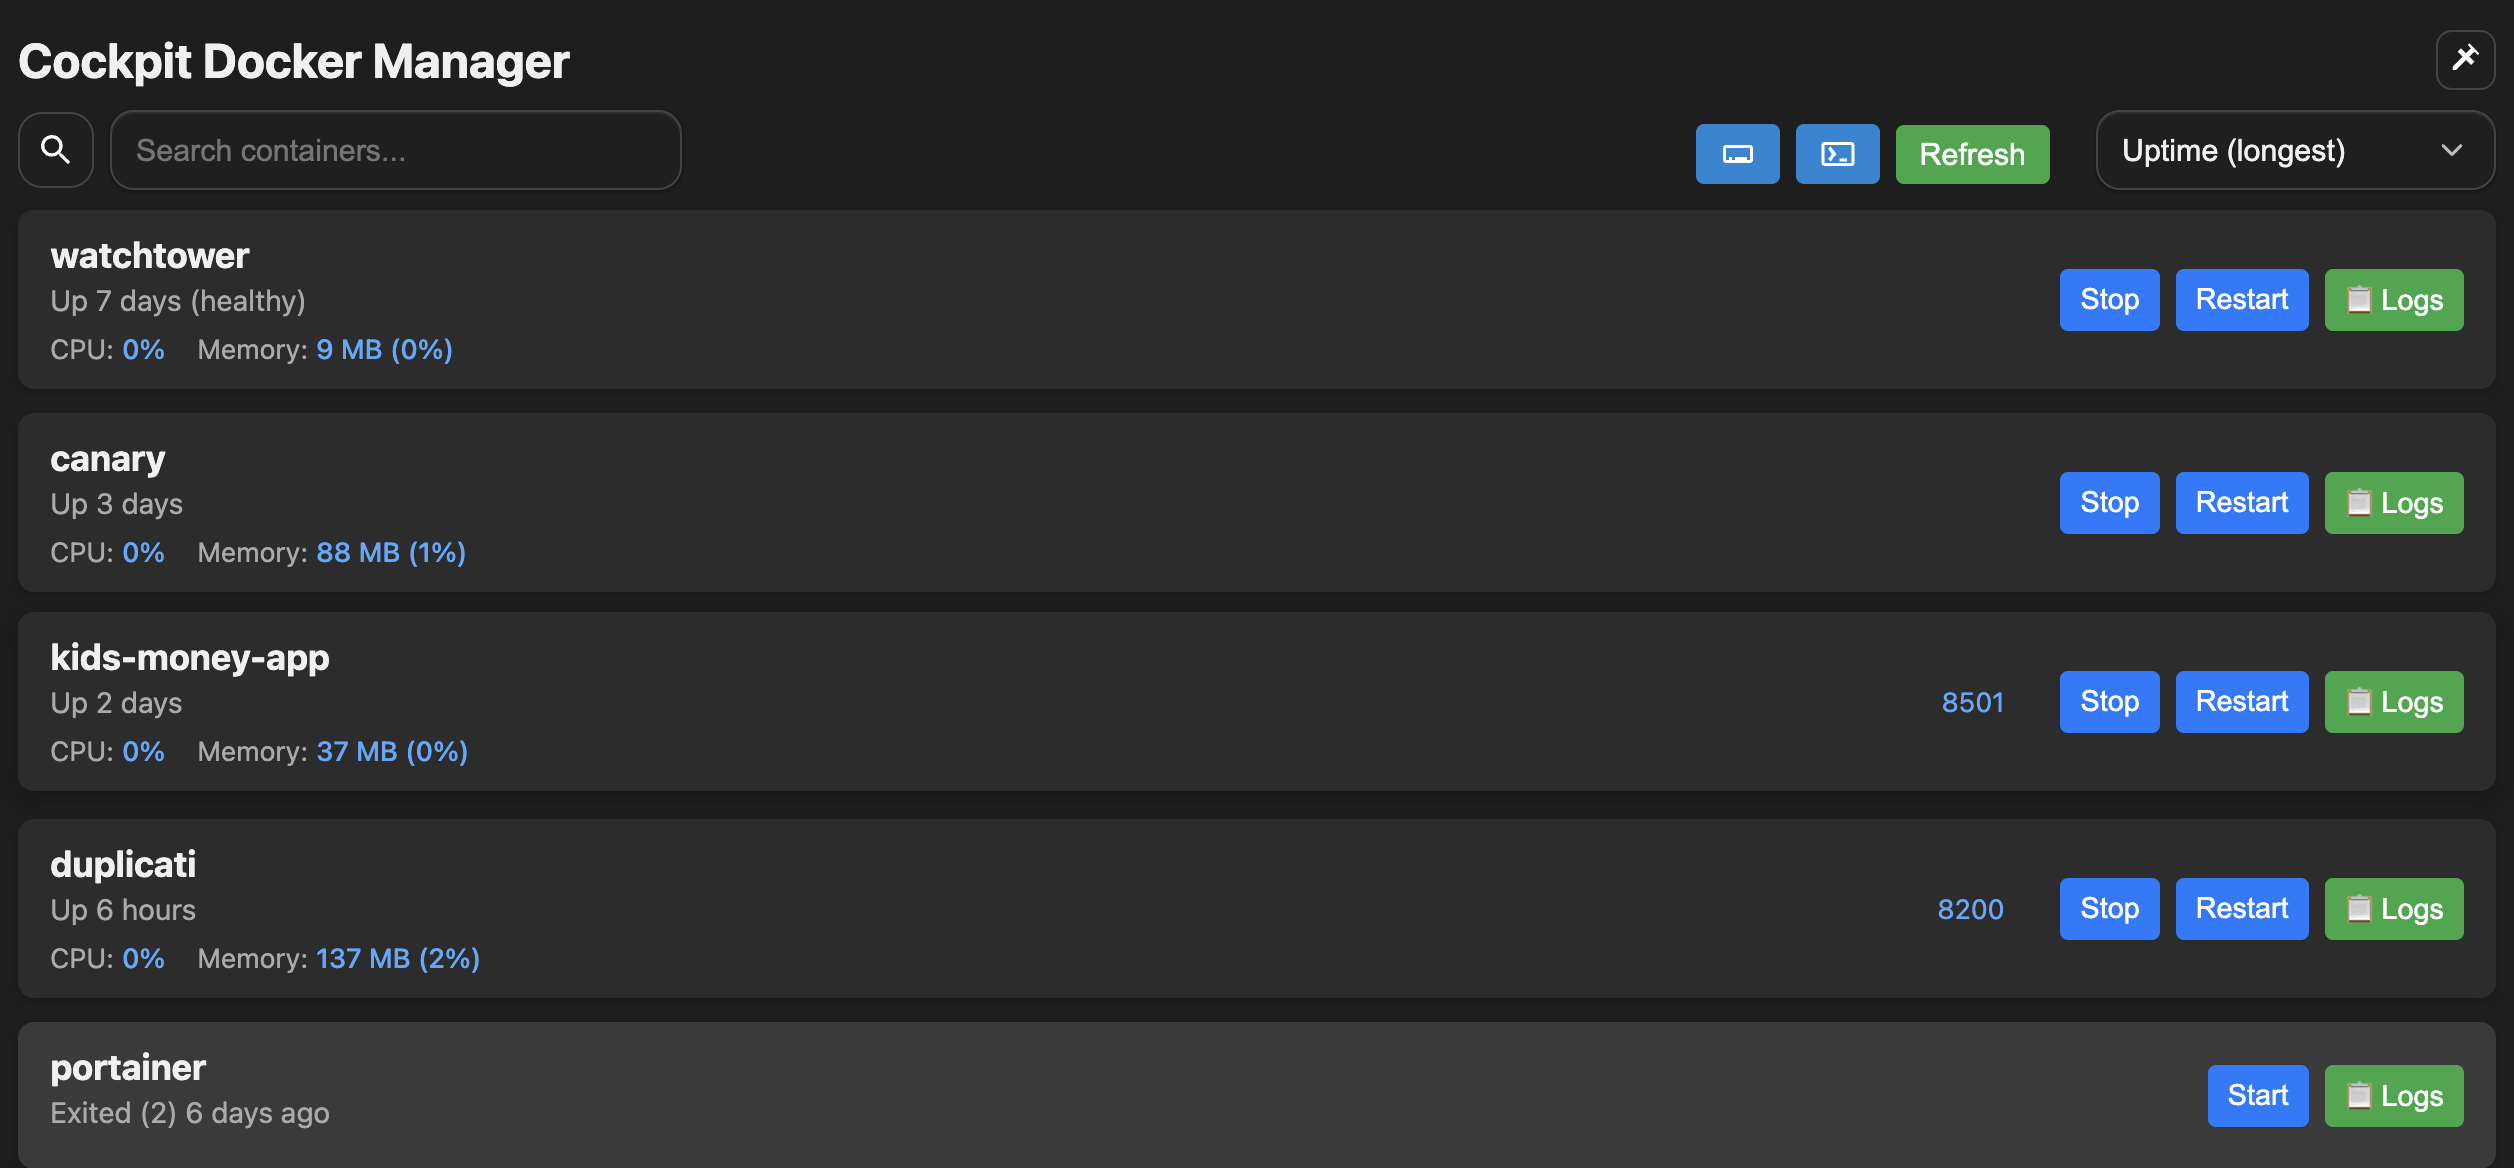 Cockpit Docker Manager
Search containers...
Refresh
Uptime (longest)
watchtower
Up 7 days (healthy)
CPU: 0% Memory: 9 MB (0%)
Stop Restart Logs
canary
Up 3 days
CPU: 0% Memory: 88 MB (1%)
Stop Restart Logs
kids-money-app
Up 2 days
CPU: 0% Memory: 37 MB (0%)
8501 Stop Restart Logs
duplicati
Up 6 hours
CPU: 0% Memory: 137 MB (2%)
8200 Stop Restart Logs
portainer
Exited (2) 6 days ago
Start Logs